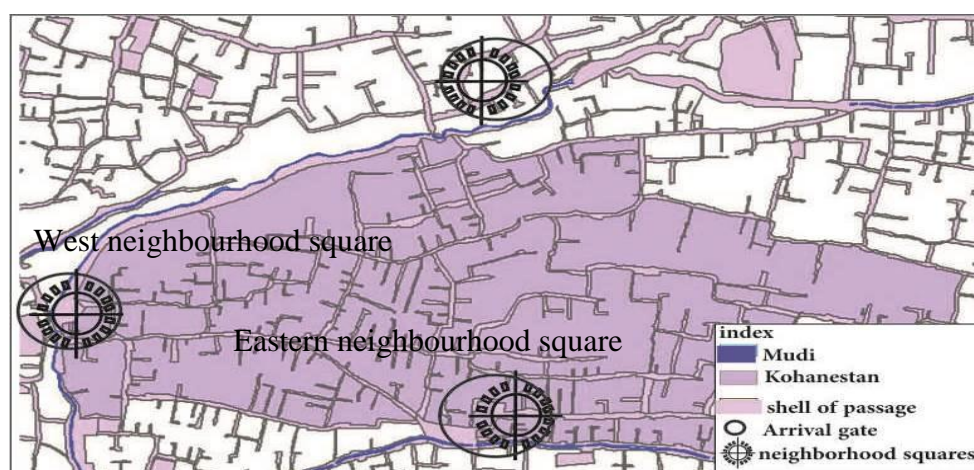 West neighbourhood square
Eastern neighbourhood square
index
Mudi
Kohanestan
shell of passage
Arrival gate
neighborhood squares